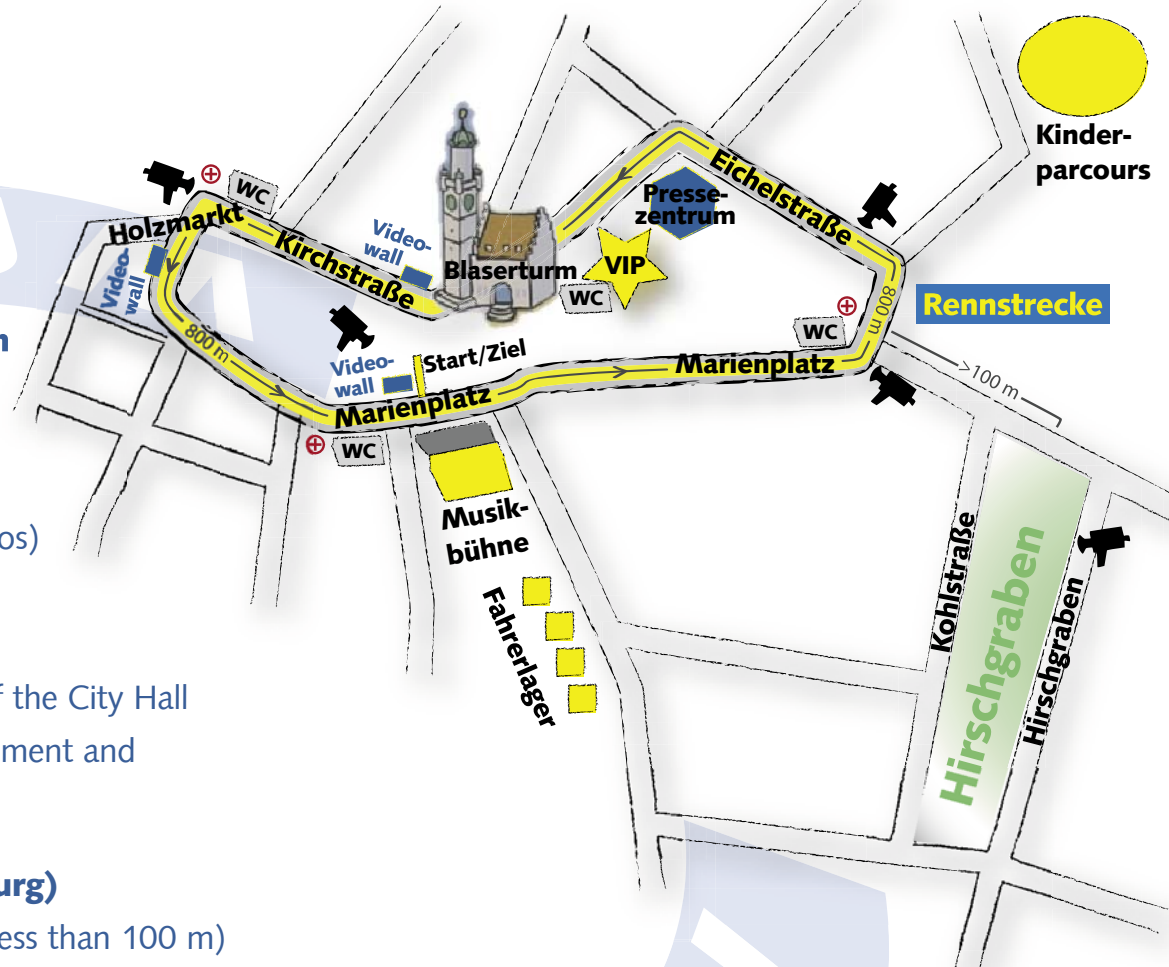 Kinder-
parcours
Eichelstraße
Presse-
zentrum
WC
Holzmarkt
Kirchstraße
Video-
wall
Blaserturm
VIP
WC
Video-
wall
800 m
Rennstrecke
WC
800 m
Start/Ziel
Video-
wall
Marienplatz
Marienplatz
>100 m
WC
Musik-
bühne
Fahrerlager
Kohlstraße
Hirschgraben
Hirschgraben
os)
the City Hall
ment and
urg)
ess than 100 m)